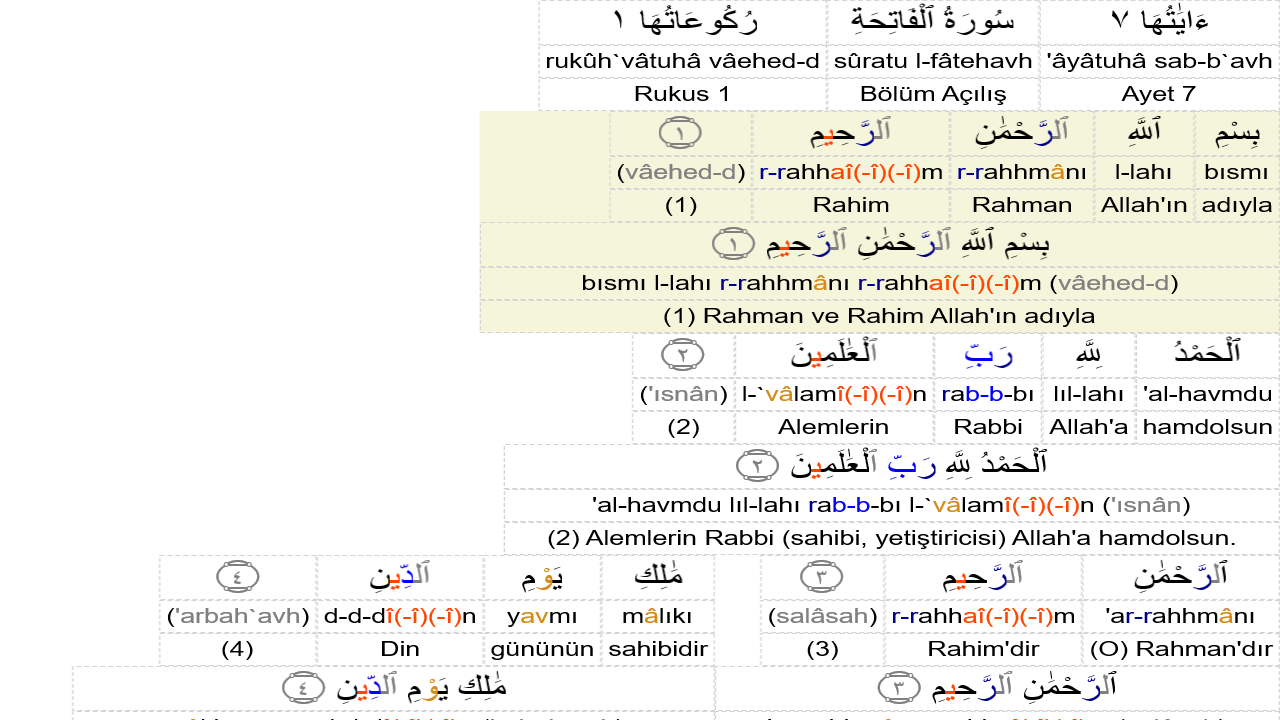 ءَايَٰتُهَا ٧ سُورَةُ ٱلْفَاتِحَةِ رُكُوعَاتُهَا ١
rukûh`vâtuhâ vâehed-d sûratu l-fâtehavh 'âyâtuhâ sab-b`avh
Rukus 1 Bölüm Açılış Ayet 7
بِسْمِ ٱللَّهِ ٱلرَّحْمَٰنِ ٱلرَّحِيمِ ١
(vâehed-d) r-rahhaî(-î)(-î)m r-rahhmânı l-lahı bısmı
(1) Rahim Rahman Allah'ın adıyla
بِسْمِ ٱللَّهِ ٱلرَّحْمَٰنِ ٱلرَّحِيمِ ١
bısmı l-lahı r-rahhmânı r-rahhaî(-î)(-î)m (vâehed-d)
(1) Rahman ve Rahim Allah'ın adıyla
ٱلْحَمْدُ لِلَّهِ رَبِّ ٱلْعَٰلَمِينَ ٢
('ısnân) l-`vâlamî(-î)(-î)n rab-b-bı lıl-lahı 'al-havmdu
(2) Alemlerin Rabbi Allah'a hamdolsun
ٱلْحَمْدُ لِلَّهِ رَبِّ ٱلْعَٰلَمِينَ ٢
'al-havmdu lıl-lahı rab-b-bı l-`vâlamî(-î)(-î)n ('ısnân)
(2) Alemlerin Rabbi (sahibi, yetiştiricisi) Allah'a hamdolsun.
ٱلرَّحْمَٰنِ ٱلرَّحِيمِ ٣ مَٰلِكِ يَوْمِ ٱلدِّينِ ٤
('arbah`avh) d-d-dî(-î)(-î)n yavmı mâlıkı (salâsah) r-rahhaî(-î)(-î)m 'ar-rahhmânı
(4) Din gününün sahibidir (3) Rahim'dir (O) Rahman'dır
ٱلرَّحْمَٰنِ ٱلرَّحِيمِ ٣ مَٰلِكِ يَوْمِ ٱلدِّينِ ٤